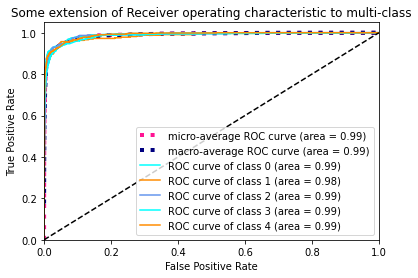 Some extension of Receiver operating characteristic to multi-class
1.0
0.8
0.6
0.4
0.2
0.0
True Positive Rate
micro-average ROC curve (area = 0.99)
macro-average ROC curve (area = 0.99)
ROC curve of class 0 (area = 0.99)
ROC curve of class 1 (area = 0.98)
ROC curve of class 2 (area = 0.99)
ROC curve of class 3 (area = 0.99)
ROC curve of class 4 (area = 0.99)
0.0 0.2 0.4 0.6 0.8 1.0
False Positive Rate